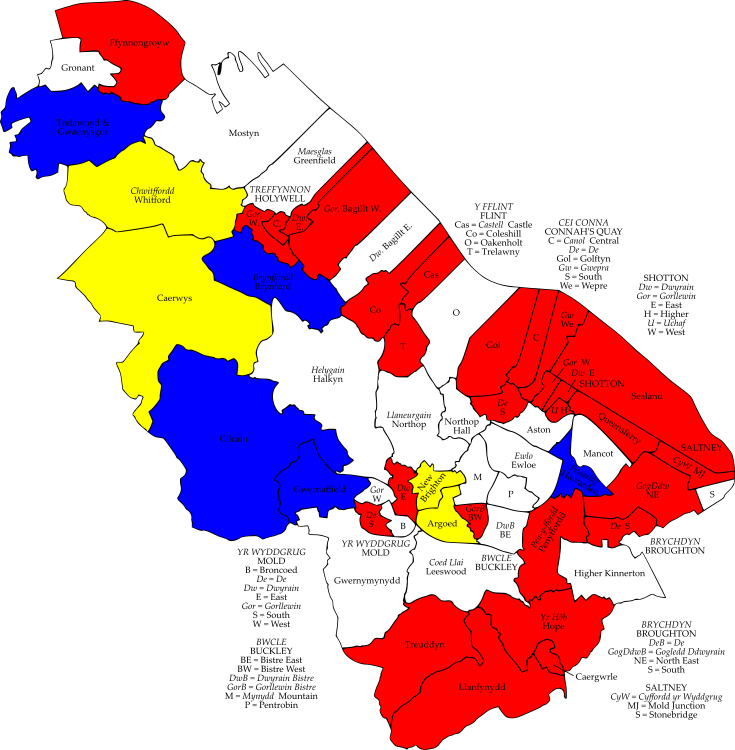 Ffynnongroyw
Gronant
Trelawnyd &
Gwaenysgor
Mostyn
Maesglas
Greenfield
Chwitffordd
Whitford
TREFFYNNON
HOLYWELL
Gor.
W.
C
Dw.
E
Gor. Bagillt W.
Dw. Bagillt E.
Brynffordd
Brynford
Caerwys
Y FFLINT
FLINT
Cas = Castell Castle
Co = Coleshill
O = Oakenholt
T = Trelawny
CEI CONNA
CONNAH'S QUAY
C = Canol Central
De = De
Gol = Golftyn
Gw = Gwepra
S = South
We = Wepre
SHOTTON
Dw = Dwyrain
Gor = Gorllewin
E = East
H = Higher
U = Uchaf
W = West
Cas
Co
O
T
Gol
C
Gw
We
Gor W
Dw E
SHOTTON
U H
De
S
Sealand
Queensferry
SALTNEY
CyW MJ
S
Helygain
Halkyn
Llaneurgain
Northop
Northop
Hall
Aston
Mancot
Ewlo
Ewloe
Cilcain
Gwernaffield
Gor
W
Dw
E
De
S
B
New
Brighton
Argoed
M
P
GorB
BW
DwB
BE
GogDdw
NE
De S
Pen-y-ffordd
Penyffordd
BRYCHDYN
BROUGHTON
YR WYDDGRUG
MOLD
Gwernymynydd
Coed Llai
Leeswood
BWCLE
BUCKLEY
Higher Kinnerton
YR WYDDGRUG
MOLD
B = Broncoed
De = De
Dw = Dwyrain
E = East
Gor = Gorllewin
S = South
W = West
BWCLE
BUCKLEY
BE = Bistre East
BW = Bistre West
DwB = Dwyrain Bistre
GorB = Gorllewin Bistre
M = Mynydd Mountain
P = Pentrobin
Treuddyn
Yr Hôb
Hope
Caergwrle
Llanfynydd
BRYCHDYN
BROUGHTON
DeB = De
GogDdwB = Gogledd Ddwyrain
NE = North East
S = South
SALTNEY
CyW = Cyffordd yr Wyddgrug
MJ = Mold Junction
S = Stonebridge